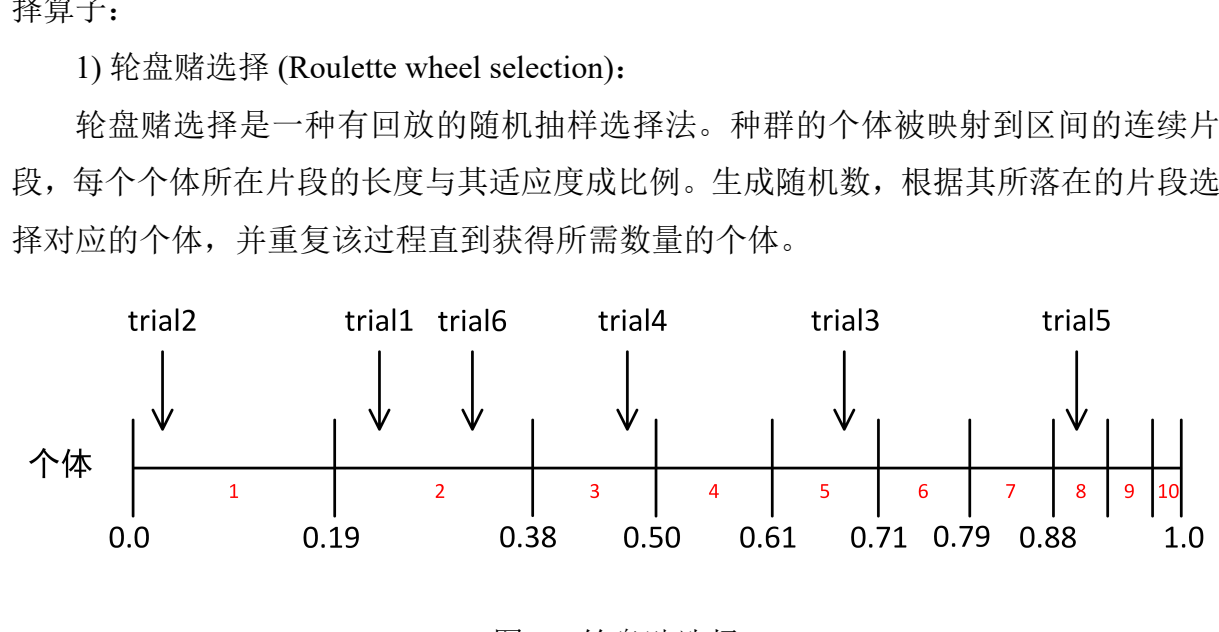 择算子：
1) 轮盘赌选择 (Roulette wheel selection)：
轮盘赌选择是一种有回放的随机抽样选择法。种群的个体被映射到区间的连续片
段，每个个体所在片段的长度与其适应度成比例。生成随机数，根据其所落在的片段选
择对应的个体，并重复该过程直到获得所需数量的个体。
trial2 trial1 trial6 trial4 trial3 trial5
个体
1 2 3 4 5 6 7 8 9 10
0.0 0.19 0.38 0.50 0.61 0.71 0.79 0.88 1.0